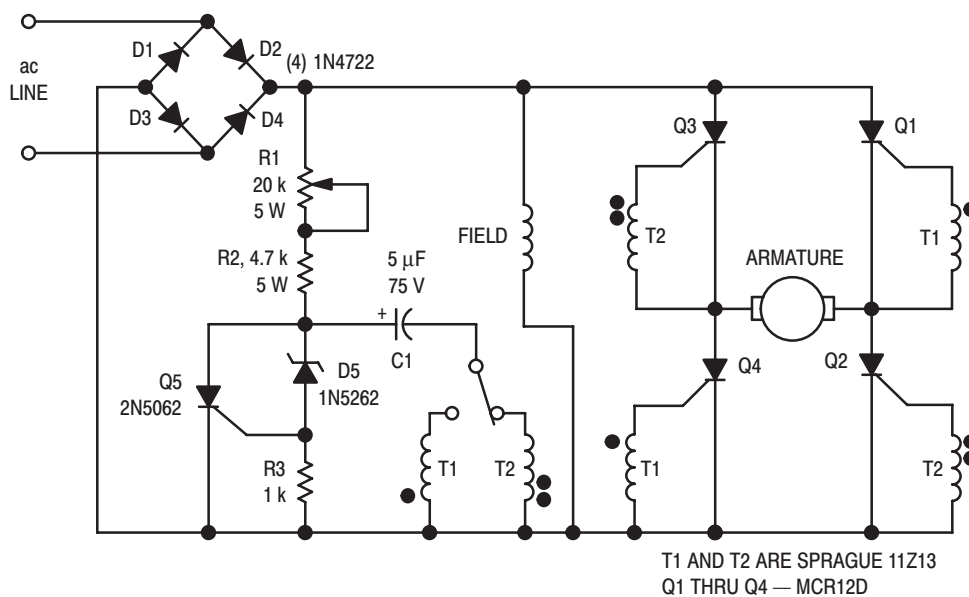 ac
LINE
D1
D2
D3
D4
(4) 1N4722
R1
20 k
5 W
R2, 4.7 k
5 W
5 µF
75 V
+
C1
Q5
2N5062
D5
1N5262
R3
1 k
T1
T2
FIELD
Q3
Q1
T2
T1
ARMATURE
Q4
Q2
T1
T2
T1 AND T2 ARE SPRAGUE 11Z13
Q1 THRU Q4 — MCR12D